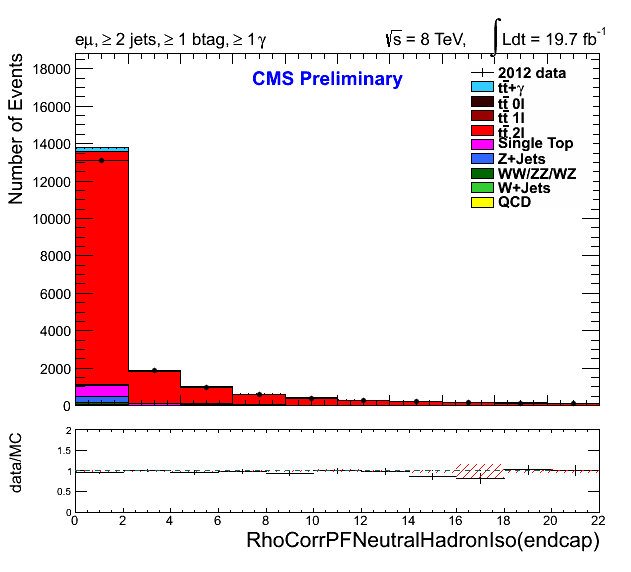 eμ, ≥ 2 jets, ≥ 1 btag, ≥ 1 γ
√s = 8 TeV, ∫ Ldt = 19.7 fb⁻¹
CMS Preliminary
2012 data
tt̄+γ
tt̄ 0l
tt̄ 1l
tt̄ 2l
Single Top
Z+Jets
WW/ZZ/WZ
W+Jets
QCD
Number of Events
18000
16000
14000
12000
10000
8000
6000
4000
2000
0
data/MC
2
1.5
1
0.5
0
0 2 4 6 8 10 12 14 16 18 20 22
RhoCorrPFNeutralHadronIso(endcap)